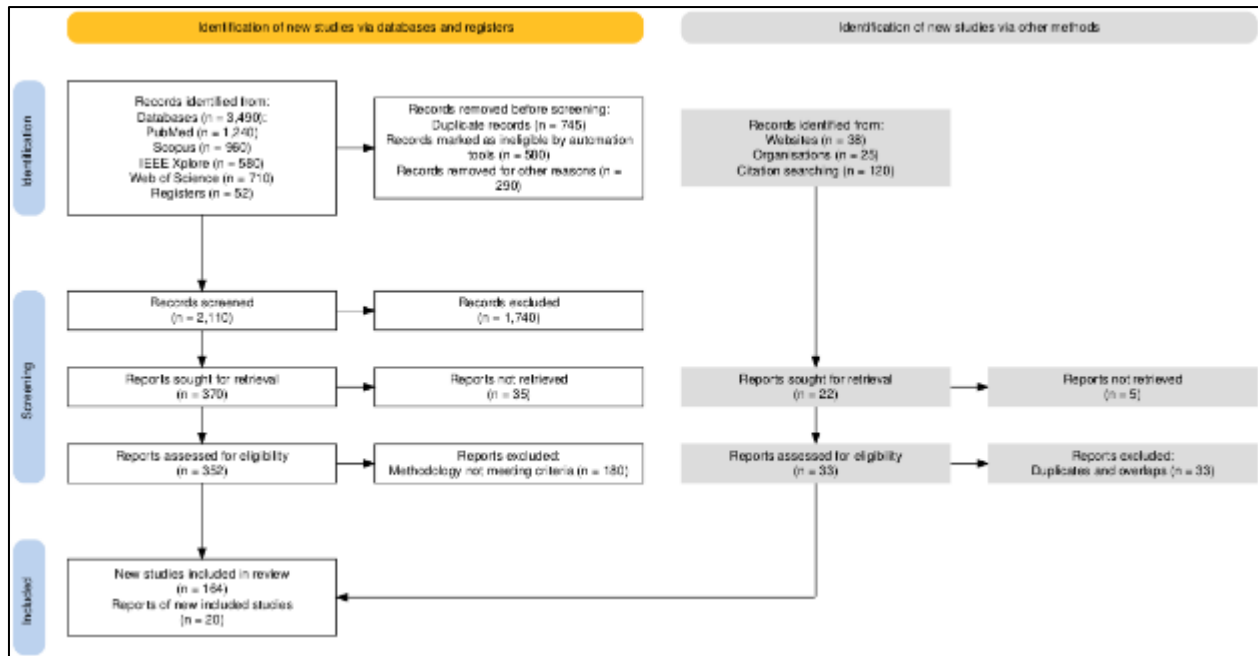 Identification of new studies via databases and registers
Identification of new studies via other methods
Identification
Records identified from:
Databases (n = 3,490):
PubMed (n = 1,240)
Scopus (n = 960)
IEEE Xplore (n = 580)
Web of Science (n = 710)
Registers (n = 52)
Records removed before screening:
Duplicate records (n = 745)
Records marked as ineligible by automation
tools (n = 580)
Records removed for other reasons (n =
290)
Records identified from:
Websites (n = 38)
Organisations (n = 25)
Citation searching (n = 120)
Screening
Records screened
(n = 2,110)
Records excluded
(n = 1,740)
Reports sought for retrieval
(n = 370)
Reports not retrieved
(n = 35)
Reports sought for retrieval
(n = 22)
Reports not retrieved
(n = 5)
Reports assessed for eligibility
(n = 352)
Reports excluded:
Methodology not meeting criteria (n = 180)
Reports assessed for eligibility
(n = 33)
Reports excluded:
Duplicates and overlaps (n = 33)
Included
New studies included in review
(n = 164)
Reports of new included studies
(n = 20)